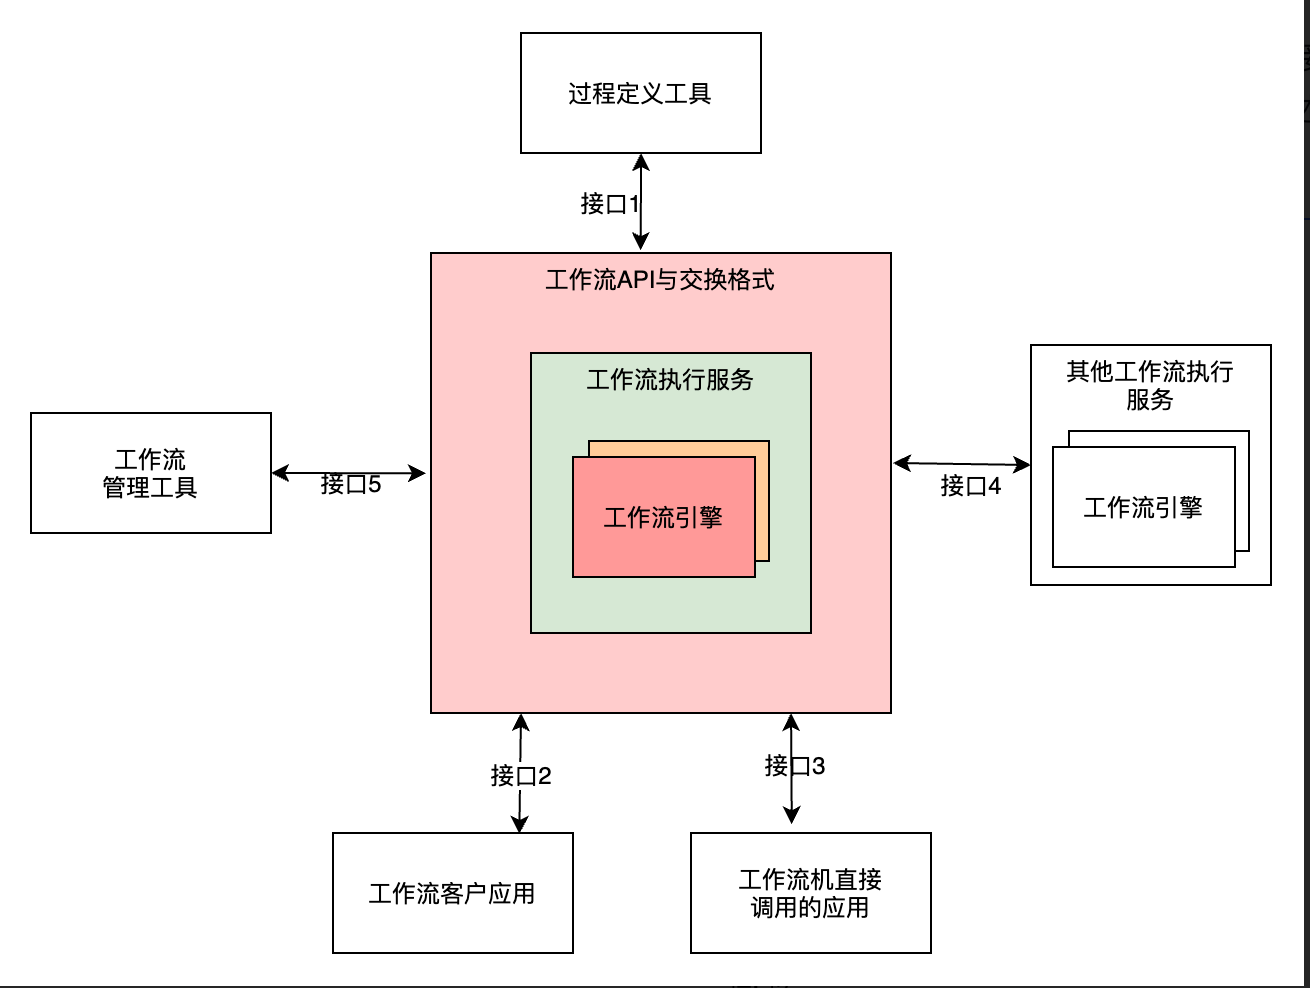 过程定义工具
接口1
工作流API与交换格式
工作流执行服务
工作流引擎
其他工作流执行
服务
工作流引擎
工作流
管理工具
接口5
接口4
接口2
接口3
工作流客户应用
工作流机直接
调用的应用